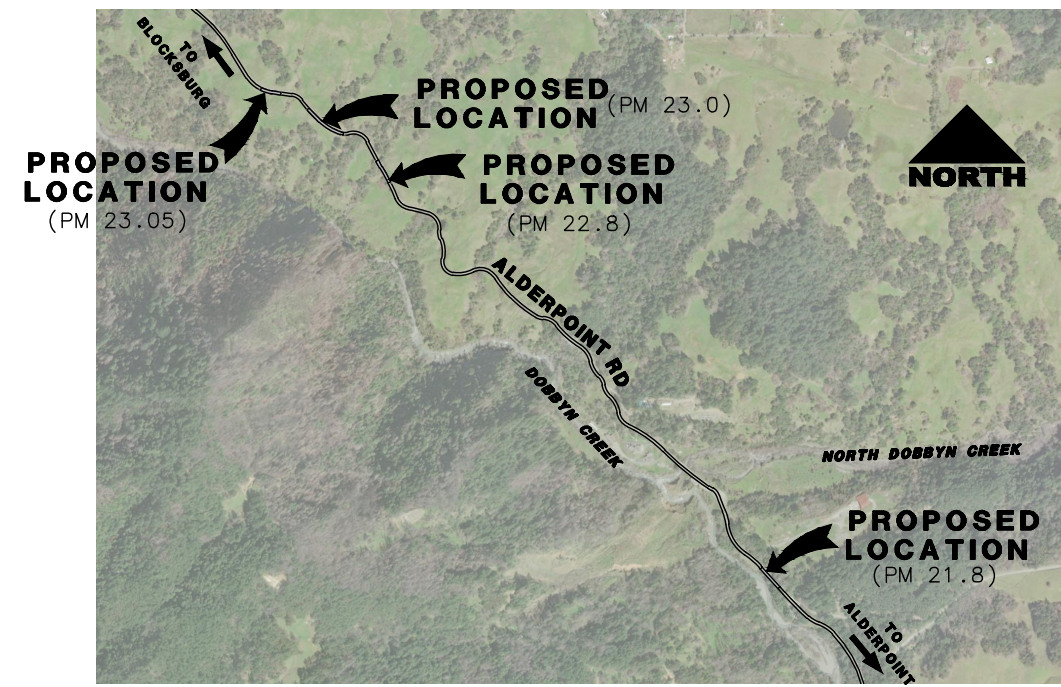 TO
BLOCKSBURG
PROPOSED
LOCATION
(PM 23.0)
PROPOSED
LOCATION
(PM 23.05)
PROPOSED
LOCATION
(PM 22.8)
NORTH
ALDERPOINT RD
DOBBYN CREEK
NORTH DOBBYN CREEK
PROPOSED
LOCATION
(PM 21.8)
TO
ALDERPOINT